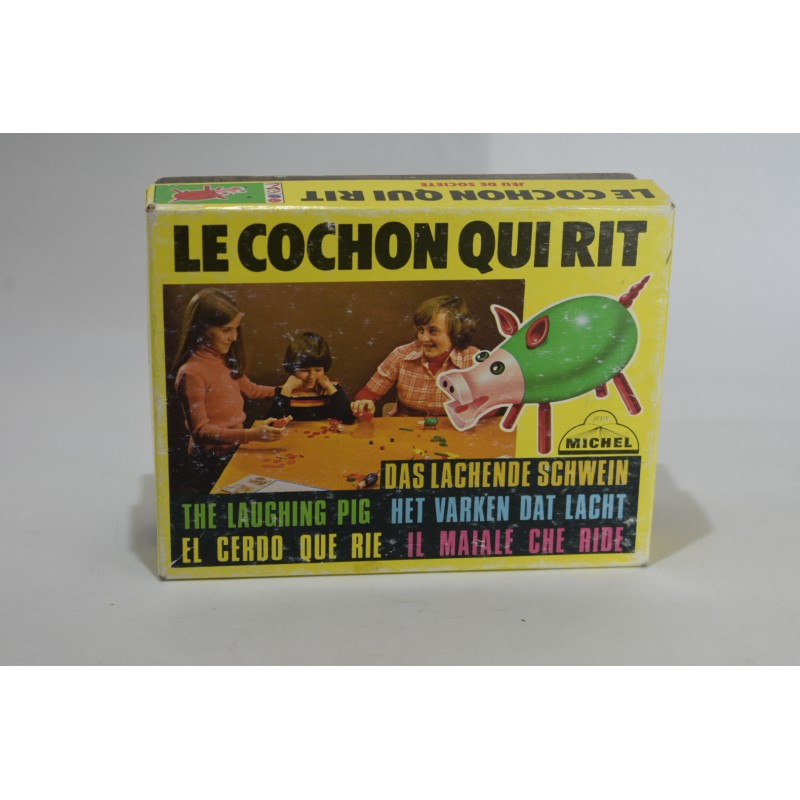 LE COCHON QUI RIT
JEU DE SOCIETE
LE COCHON QUI RIT
JEUX
MICHEL
DAS LACHENDE SCHWEIN
THE LAUGHING PIG HET VARKEN DAT LACHT
EL CERDO QUE RIE IL MAIALE CHE RIDE